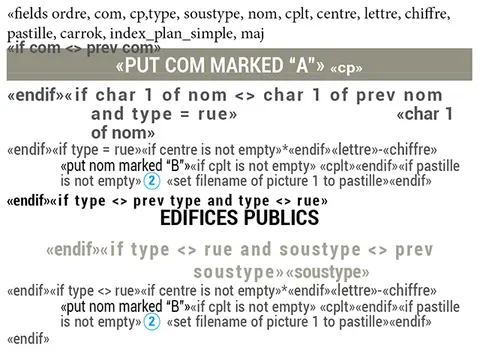 «fields ordre, com, cp,type, soustype, nom, cplt, centre, lettre, chiffre,
pastille, carrok, index_plan_simple, maj
«if com <> prev com»
«PUT COM MARKED “A”» «cp»
«endif»«if char 1 of nom <> char 1 of prev nom
and type = rue» «char 1
of nom»
«endif»«if type = rue»«if centre is not empty»*«endif»«lettre»-«chiffre»
«put nom marked “B”»«if cplt is not empty» «cplt»«endif»«if pastille
is not empty» 2 «set filename of picture 1 to pastille»«endif»
«endif»«if type <> prev type and type <> rue»
EDIFICES PUBLICS
«endif»«if type <> rue and soustype <> prev
soustype»«soustype»
«endif»«if type <> rue»«if centre is not empty»*«endif»«lettre»-«chiffre»
«put nom marked “B”»«if cplt is not empty» «cplt»«endif»«if pastille
is not empty» 2 «set filename of picture 1 to pastille»«endif»
«endif»